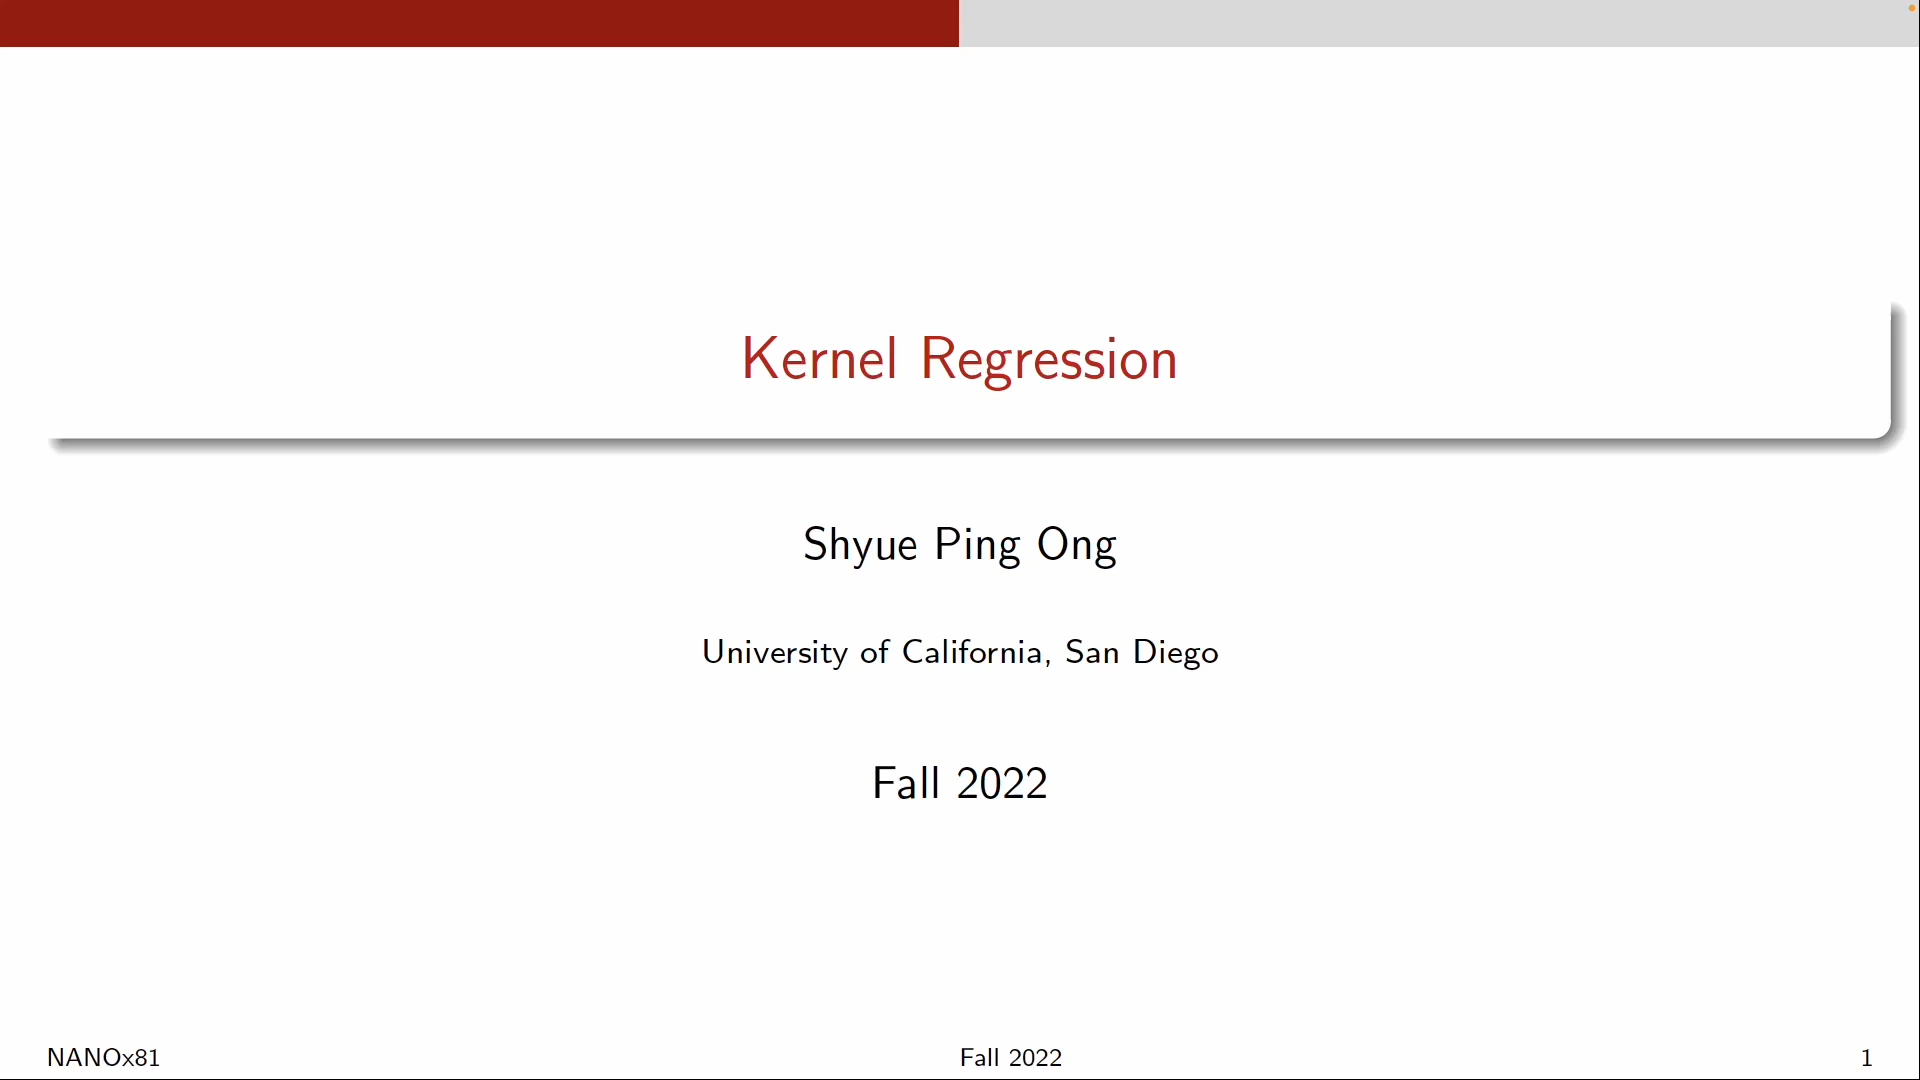 Kernel Regression
Shyue Ping Ong
University of California, San Diego
Fall 2022
NANOx81
Fall 2022
1